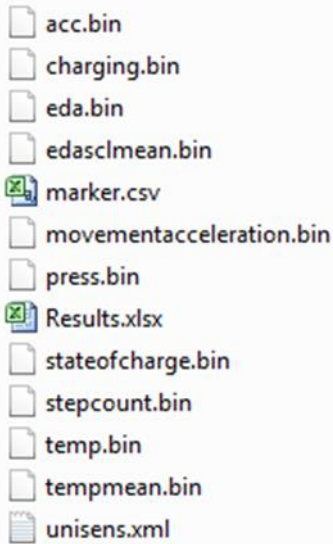 acc.bin
charging.bin
eda.bin
edasclmean.bin
marker.csv
movementacceleration.bin
press.bin
Results.xlsx
stateofcharge.bin
stepcount.bin
temp.bin
tempmean.bin
unisens.xml